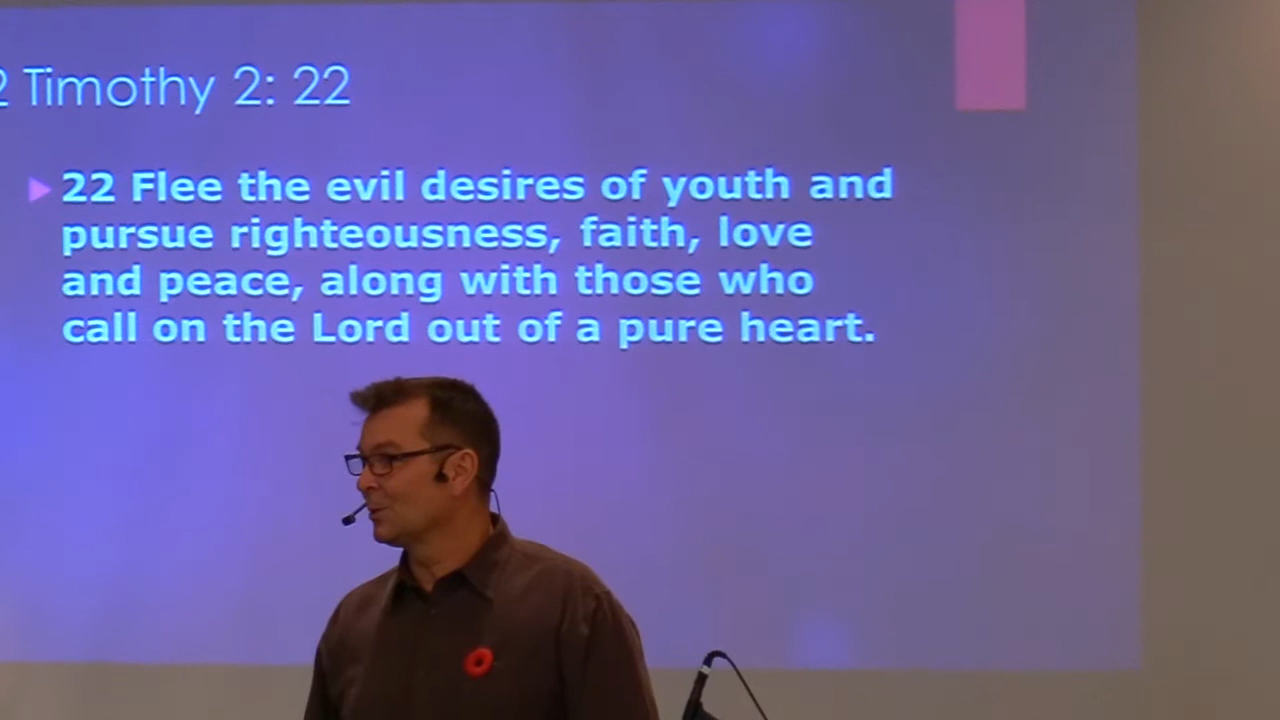 2 Timothy 2: 22
22 Flee the evil desires of youth and
pursue righteousness, faith, love
and peace, along with those who
call on the Lord out of a pure heart.